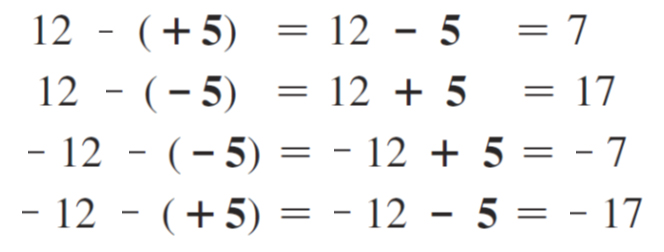 12 - (+5) = 12 - 5 = 7
12 - (-5) = 12 + 5 = 17
-12 - (-5) = -12 + 5 = -7
-12 - (+5) = -12 - 5 = -17